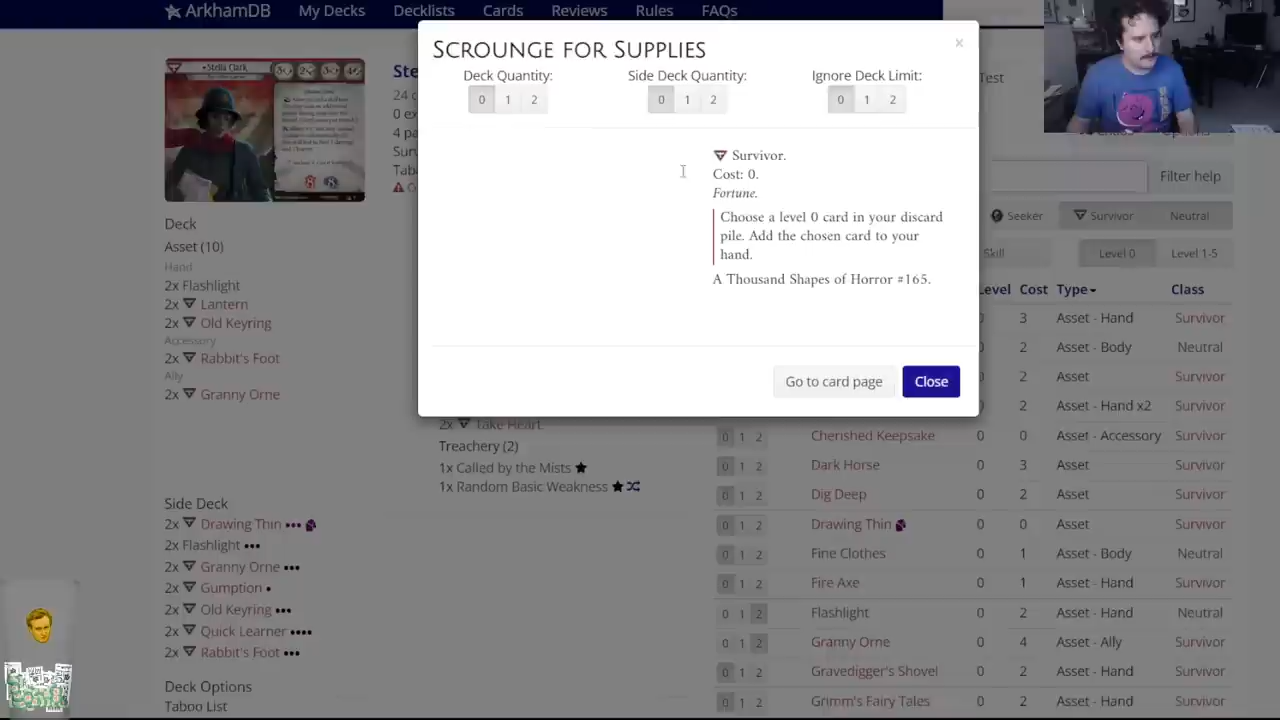 ArkhamDB
My Decks
Decklists
Cards
Reviews
Rules
FAQs
Stella Clark
Ste
24 c
0 ex
4 pa
Surv
Tabo
SCROUNGE FOR SUPPLIES
×
Deck Quantity:
Side Deck Quantity:
Ignore Deck Limit:
0 1 2
0 1 2
0 1 2
Survivor.
Cost: 0.
Fortune.
Choose a level 0 card in your discard
pile. Add the chosen card to your
hand.
A Thousand Shapes of Horror #165.
Go to card page
Close
Test
Filter help
Seeker
Survivor
Neutral
Skill
Level 0
Level 1-5
Deck
Asset (10)
Hand
2x Flashlight
2x Lantern
2x Old Keyring
Accessory
2x Rabbit's Foot
Ally
2x Granny Orne
2x Take Heart
Treachery (2)
1x Called by the Mists
1x Random Basic Weakness
Side Deck
2x Drawing Thin
2x Flashlight
2x Granny Orne
2x Gumption
2x Old Keyring
2x Quick Learner
2x Rabbit's Foot
Deck Options
Taboo List
Level Cost Type Class
0 3 Asset - Hand Survivor
2 Asset - Body Neutral
2 Asset Survivor
2 Asset - Hand x2 Survivor
0 1 2 Cherished Keepsake 0 0 Asset - Accessory Survivor
0 1 2 Dark Horse 0 3 Asset Survivor
0 1 2 Dig Deep 0 2 Asset Survivor
0 1 2 Drawing Thin 0 0 Asset Survivor
0 1 2 Fine Clothes 0 1 Asset - Body Neutral
0 1 2 Fire Axe 0 1 Asset - Hand Survivor
0 1 2 Flashlight 0 2 Asset - Hand Neutral
0 1 2 Granny Orne 0 4 Asset - Ally Survivor
0 1 2 Gravedigger's Shovel 0 2 Asset - Hand Survivor
0 1 2 Grimm's Fairy Tales 0 2 Asset - Hand Survivor